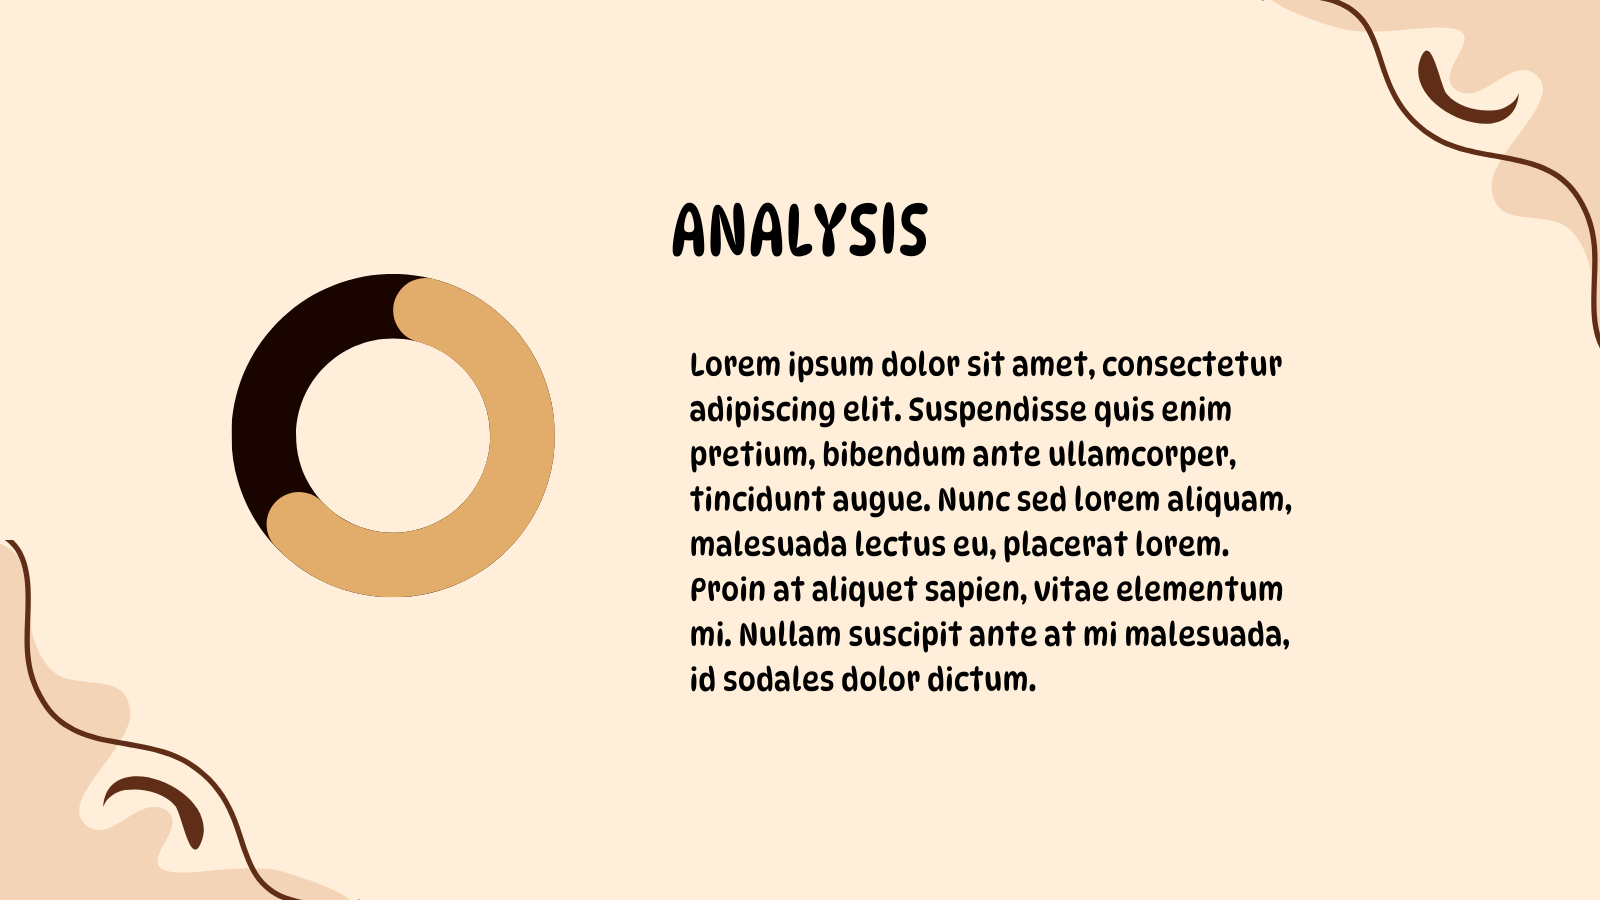 ANALYSIS
Lorem ipsum dolor sit amet, consectetur
adipiscing elit. Suspendisse quis enim
pretium, bibendum ante ullamcorper,
tincidunt augue. Nunc sed lorem aliquam,
malesuada lectus eu, placerat lorem.
Proin at aliquet sapien, vitae elementum
mi. Nullam suscipit ante at mi malesuada,
id sodales dolor dictum.